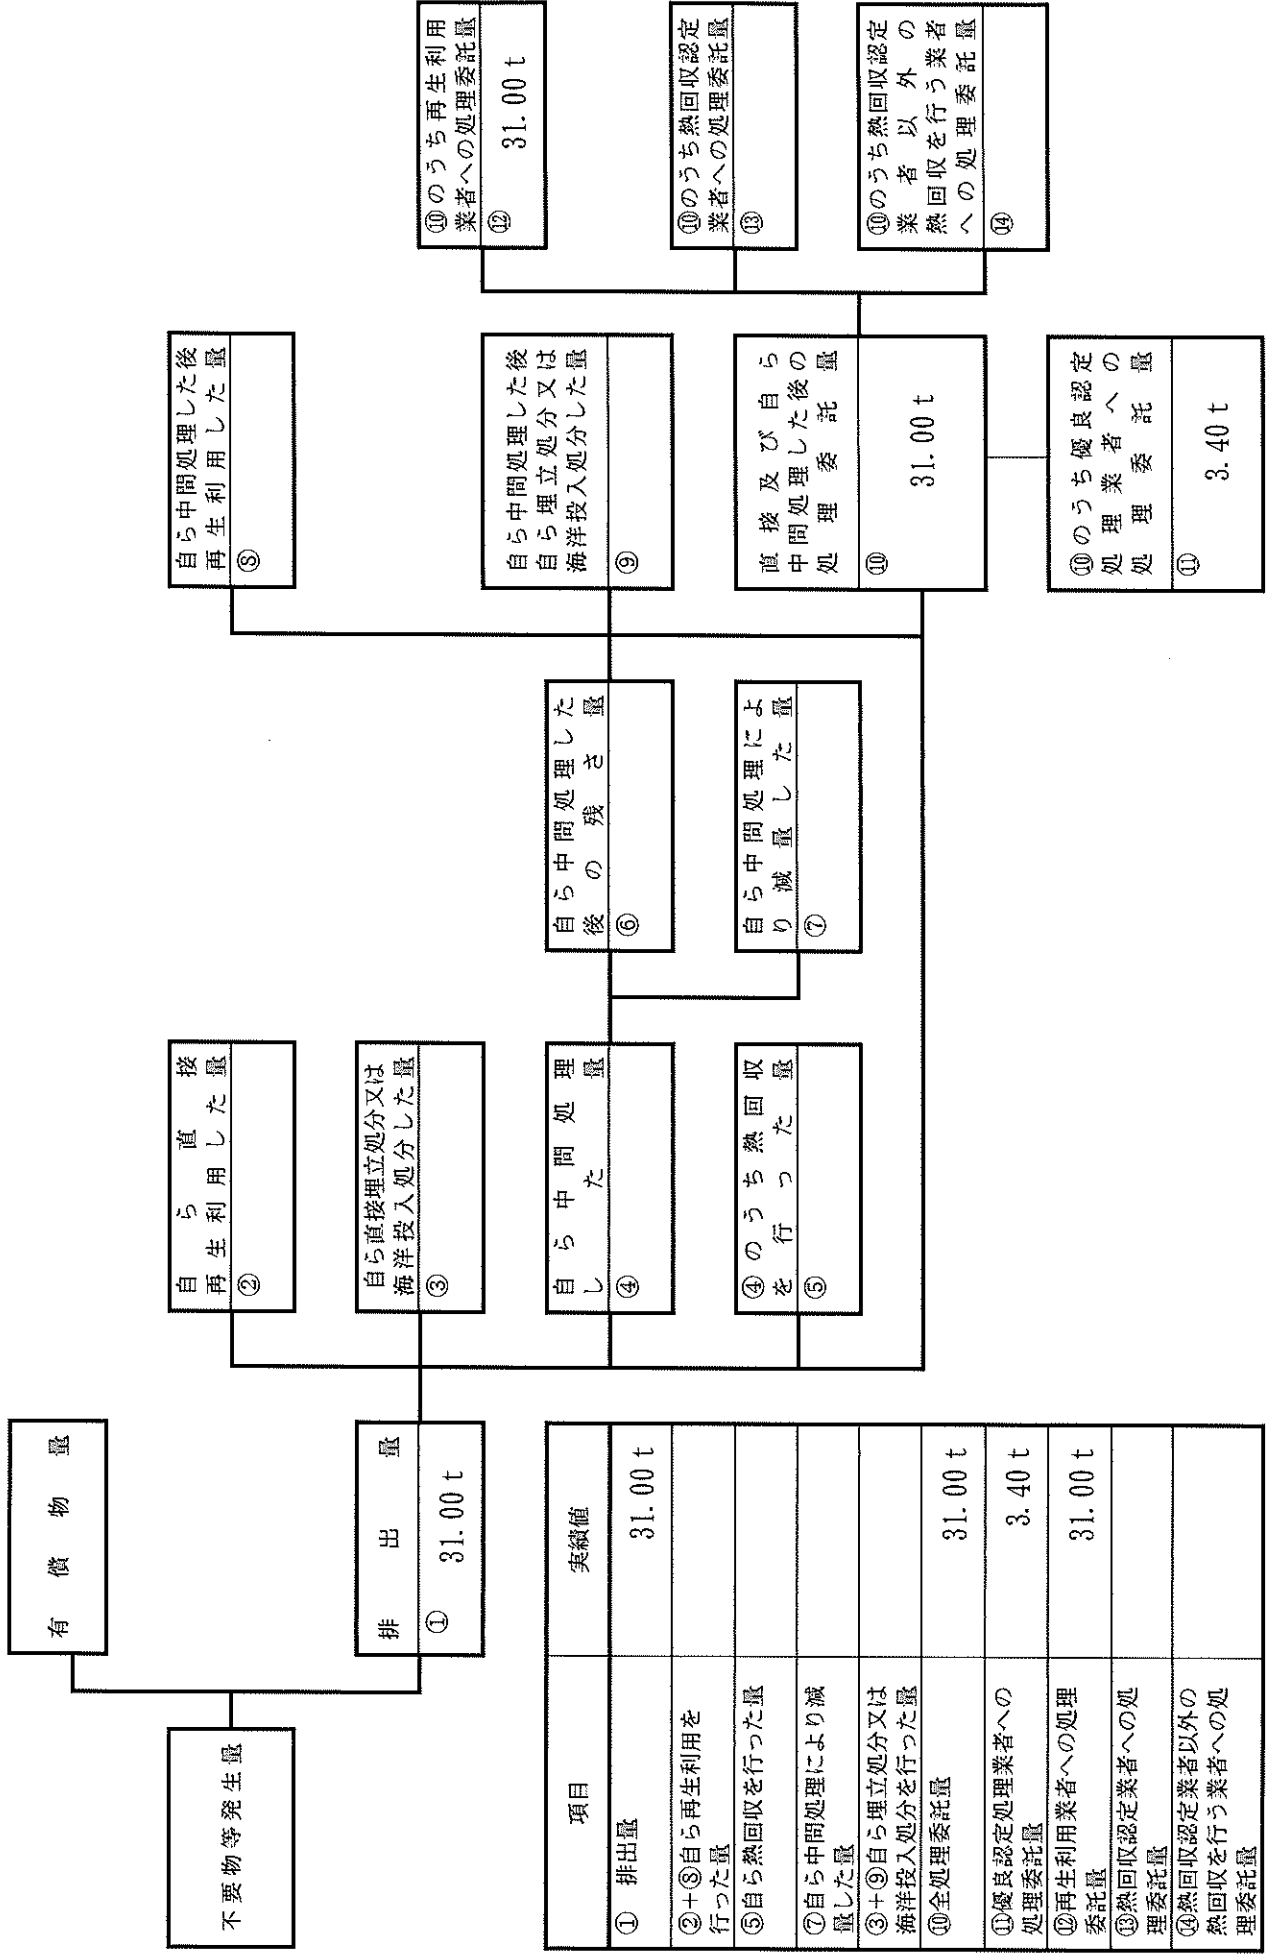 不要物等発生量
有償物量
排出量
① 31.00 t
自ら直接
再生利用した量
②
自ら直接埋立処分又は
海洋投入処分した量
③
自ら中間処理
した量
④
④のうち熱回収
を行った量
⑤
自ら中間処理した
後の残さ量
⑥
自ら中間処理によ
り減量した量
⑦
自ら中間処理した後
再生利用した量
⑧
自ら中間処理した後
自ら埋立処分又は
海洋投入処分した量
⑨
直接及び自ら
中間処理した後の
処理委託量
⑩ 31.00 t
⑩のうち優良認定
処理業者への
処理委託量
⑪ 3.40 t
⑩のうち再生利用
業者への処理委託量
⑫ 31.00 t
⑩のうち熱回収認定
業者への処理委託量
⑬
⑩のうち熱回収認定
業者以外の
熱回収を行う業者
への処理委託量
⑭
項目 実績値
① 排出量 31.00 t
②+⑧自ら再生利用を
行った量
⑤自ら熱回収を行った量
⑦自ら中間処理により減
量した量
③+⑨自ら埋立処分又は
海洋投入処分を行った量
⑩全処理委託量 31.00 t
⑪優良認定処理業者への
処理委託量 3.40 t
⑫再生利用業者への処理
委託量 31.00 t
⑬熱回収認定業者への処
理委託量
⑭熱回収認定業者以外の
熱回収を行う業者への処
理委託量